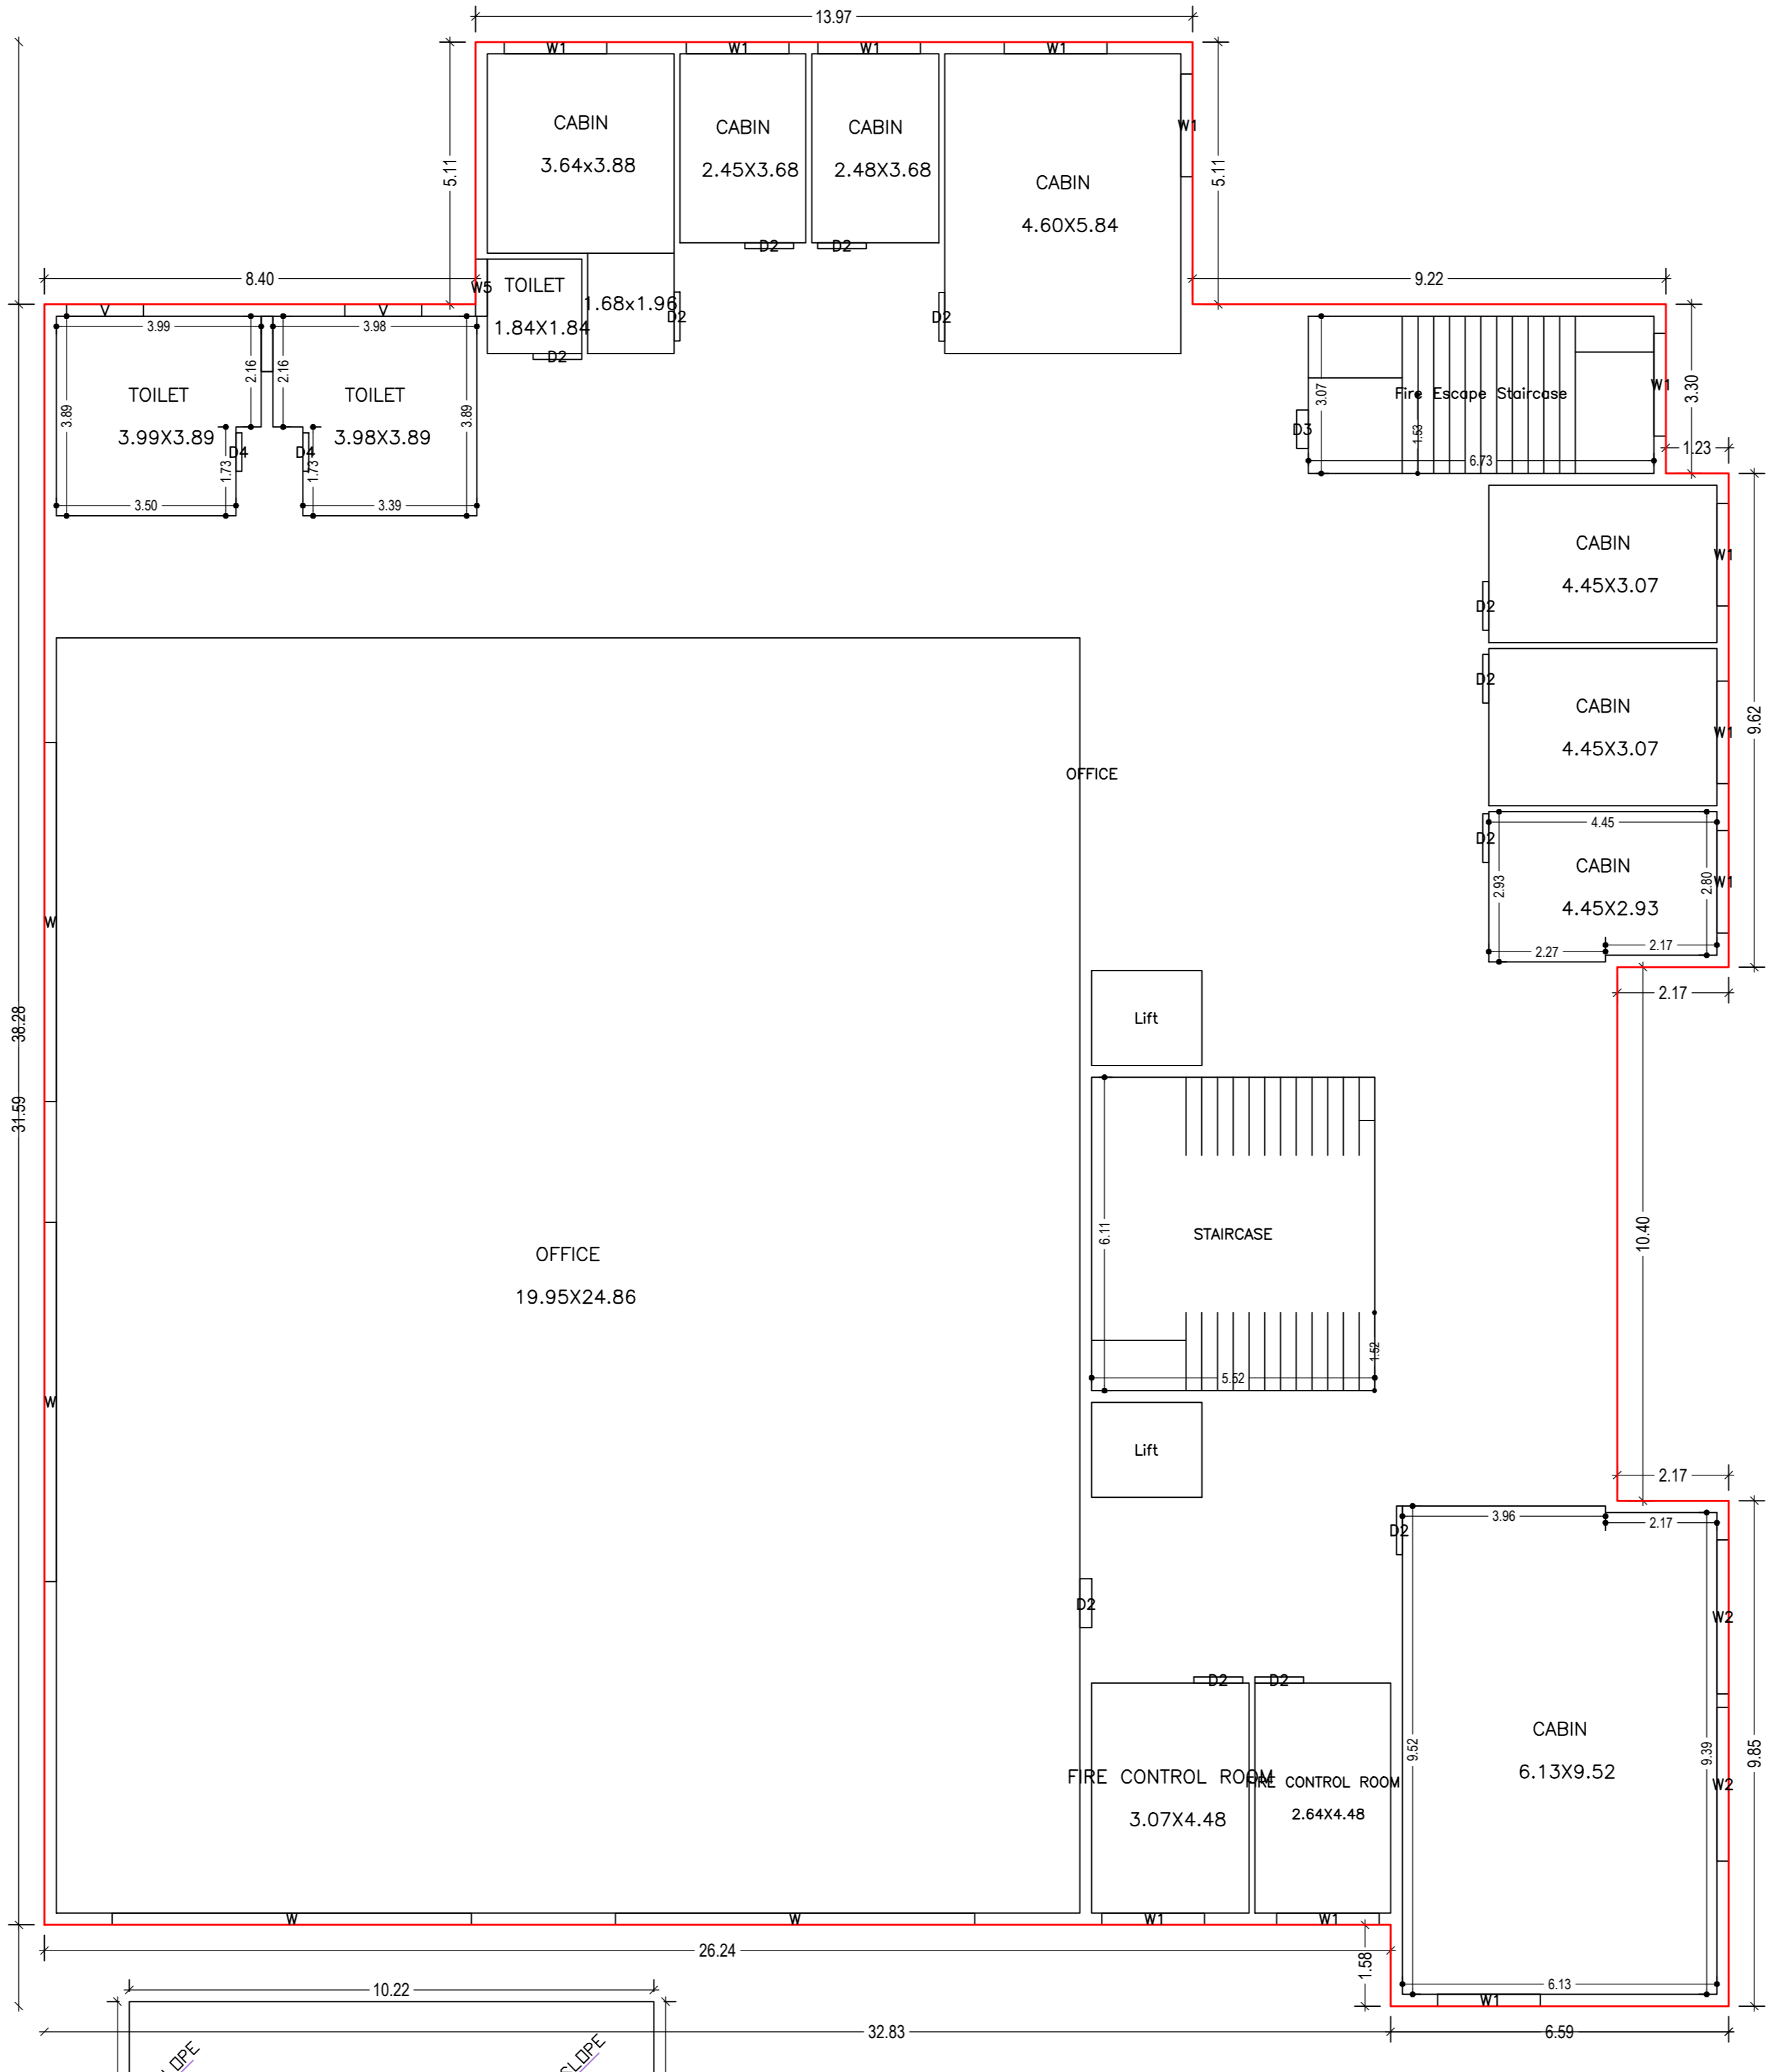 13.97
W1 W1 W1 W1
5.11
CABIN
3.64x3.88
CABIN
2.45X3.68
CABIN
2.48X3.68
CABIN
4.60X5.84
W1
5.11
D2 D2
8.40
W5
TOILET
1.84X1.84
1.68x1.96
D2
D2
D2
9.22
V V
3.99
3.98
2.16
2.16
3.89
TOILET
3.99X3.89
TOILET
3.98X3.89
3.89
D4 D4
1.73
1.73
3.50
3.39
3.07
Fire Escape Staircase
1.53
D3
6.73
W1
3.30
1.23
CABIN
4.45X3.07
D2
W1
CABIN
4.45X3.07
D2
W1
9.62
OFFICE
4.45
D2
CABIN
4.45X2.93
2.93
2.80
W1
2.27
2.17
2.17
W
38.28
31.59
Lift
6.11
STAIRCASE
1.52
5.52
10.40
OFFICE
19.95X24.86
W
Lift
2.17
D2
3.96
2.17
D2
W2
D2 D2
FIRE CONTROL ROOM
3.07X4.48
FIRE CONTROL ROOM
2.64X4.48
9.52
CABIN
6.13X9.52
9.39
W2
9.85
W W W1 W1
26.24
1.58
6.13
W1
10.22
32.83
6.59
SLOPE